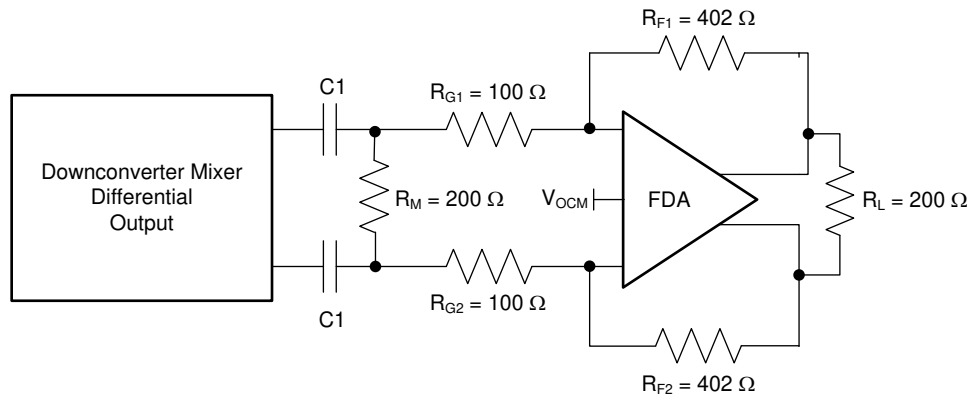 R_F1 = 402 Ω
C1
R_G1 = 100 Ω
Downconverter Mixer
Differential
Output
R_M = 200 Ω
V_OCM
FDA
R_L = 200 Ω
C1
R_G2 = 100 Ω
R_F2 = 402 Ω